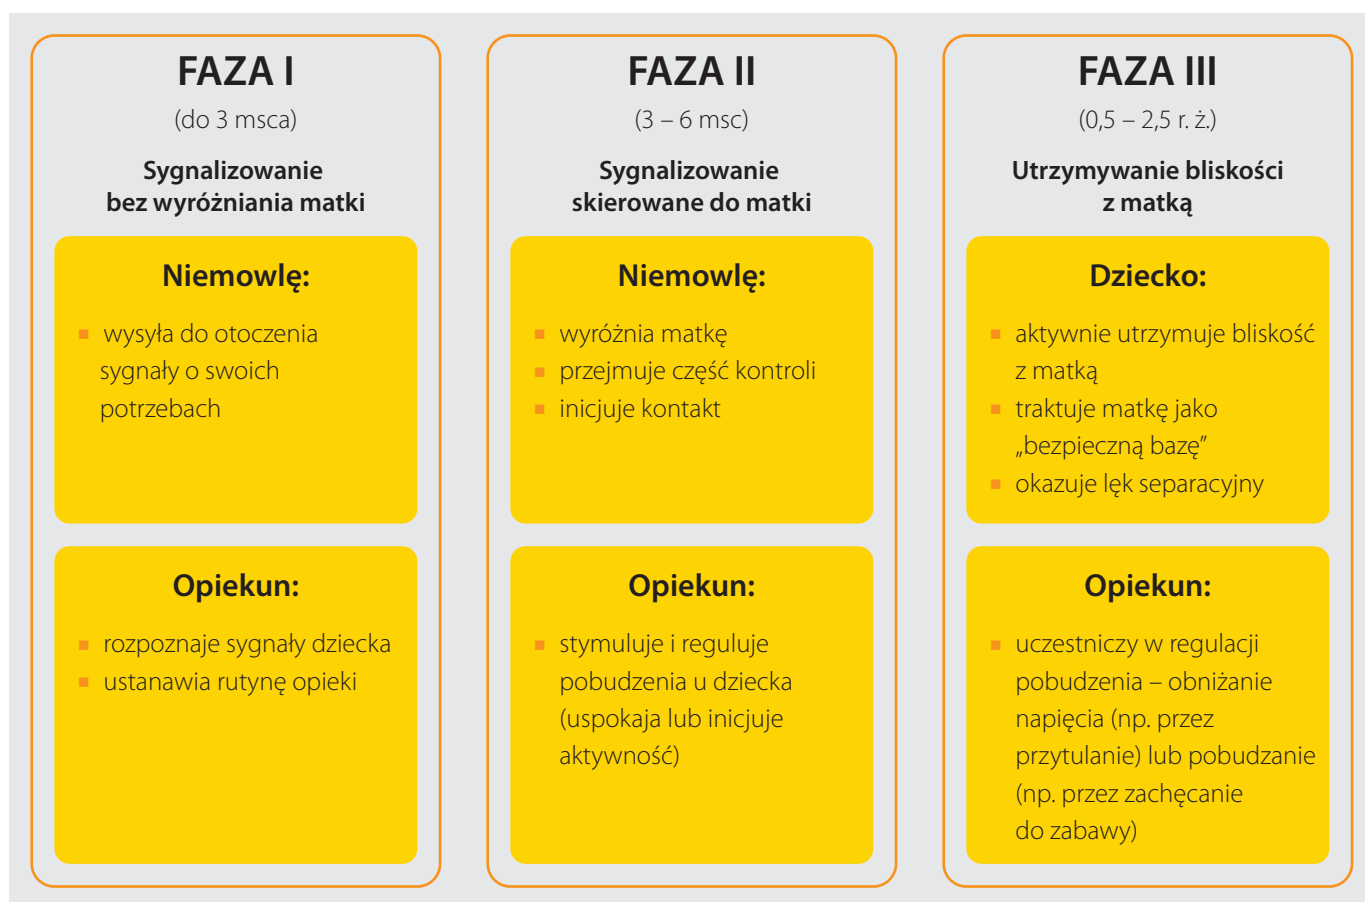 FAZA I
(do 3 msca)
Sygnalizowanie
bez wyróżniania matki
Niemowlę:
▪ wysyła do otoczenia
sygnały o swoich
potrzebach
Opiekun:
▪ rozpoznaje sygnały dziecka
▪ ustanawia rutynę opieki
FAZA II
(3 – 6 msc)
Sygnalizowanie
skierowane do matki
Niemowlę:
▪ wyróżnia matkę
▪ przejmuje część kontroli
▪ inicjuje kontakt
Opiekun:
▪ stymuluje i reguluje
pobudzenia u dziecka
(uspokaja lub inicjuje
aktywność)
FAZA III
(0,5 – 2,5 r. ż.)
Utrzymywanie bliskości
z matką
Dziecko:
▪ aktywnie utrzymuje bliskość
z matką
▪ traktuje matkę jako
„bezpieczną bazę”
▪ okazuje lęk separacyjny
Opiekun:
▪ uczestniczy w regulacji
pobudzenia – obniżanie
napięcia (np. przez
przytulanie) lub pobudzanie
(np. przez zachęcanie
do zabawy)